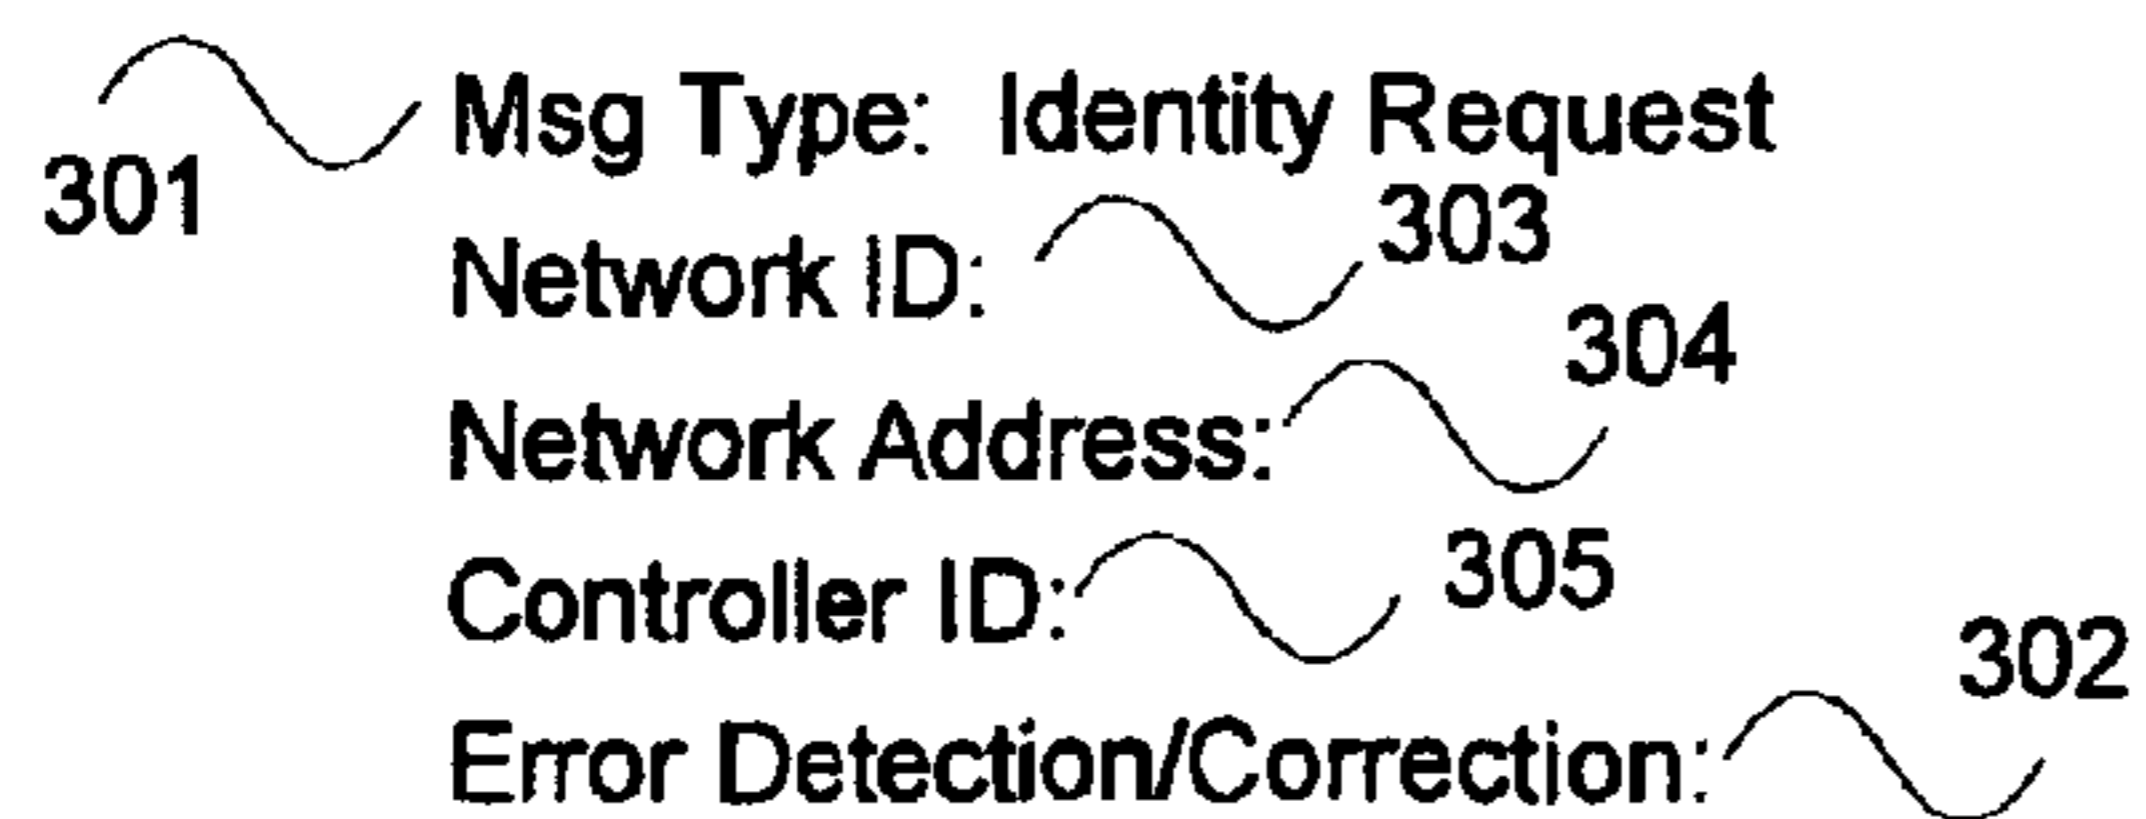 301 Msg Type: Identity Request
Network ID: 303
Network Address: 304
Controller ID: 305
Error Detection/Correction: 302